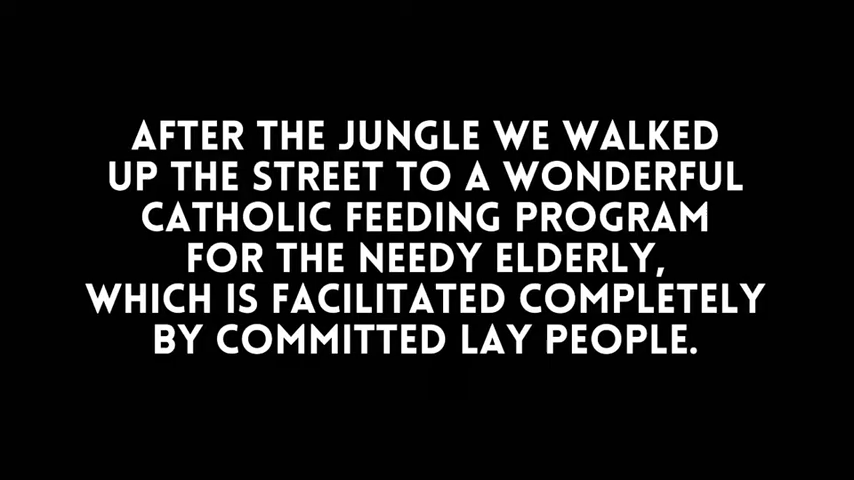 AFTER THE JUNGLE WE WALKED
UP THE STREET TO A WONDERFUL
CATHOLIC FEEDING PROGRAM
FOR THE NEEDY ELDERLY,
WHICH IS FACILITATED COMPLETELY
BY COMMITTED LAY PEOPLE.